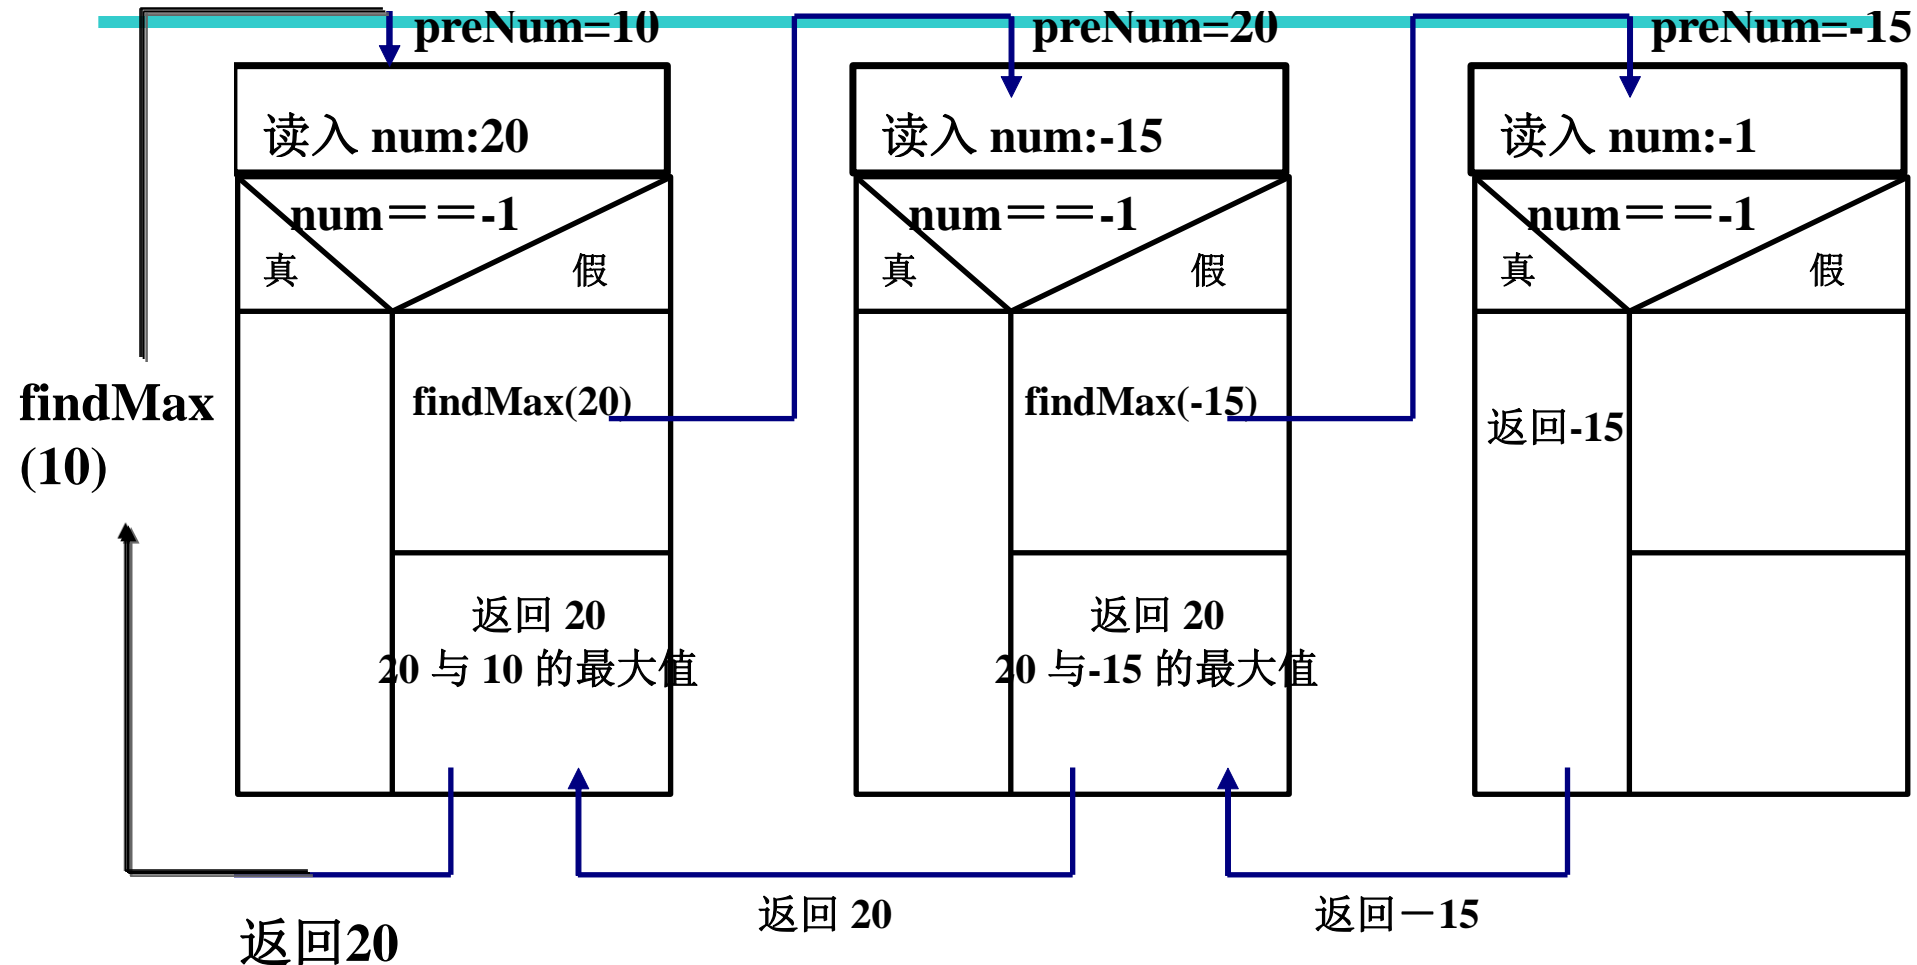 preNum=10
preNum=20
preNum=-15
读入 num:20
读入 num:-15
读入 num:-1
num＝＝-1
num＝＝-1
num＝＝-1
真
假
真
假
真
假
findMax
(10)
findMax(20)
findMax(-15)
返回-15
返回 20
20 与 10 的最大值
返回 20
20 与-15 的最大值
返回20
返回 20
返回－15